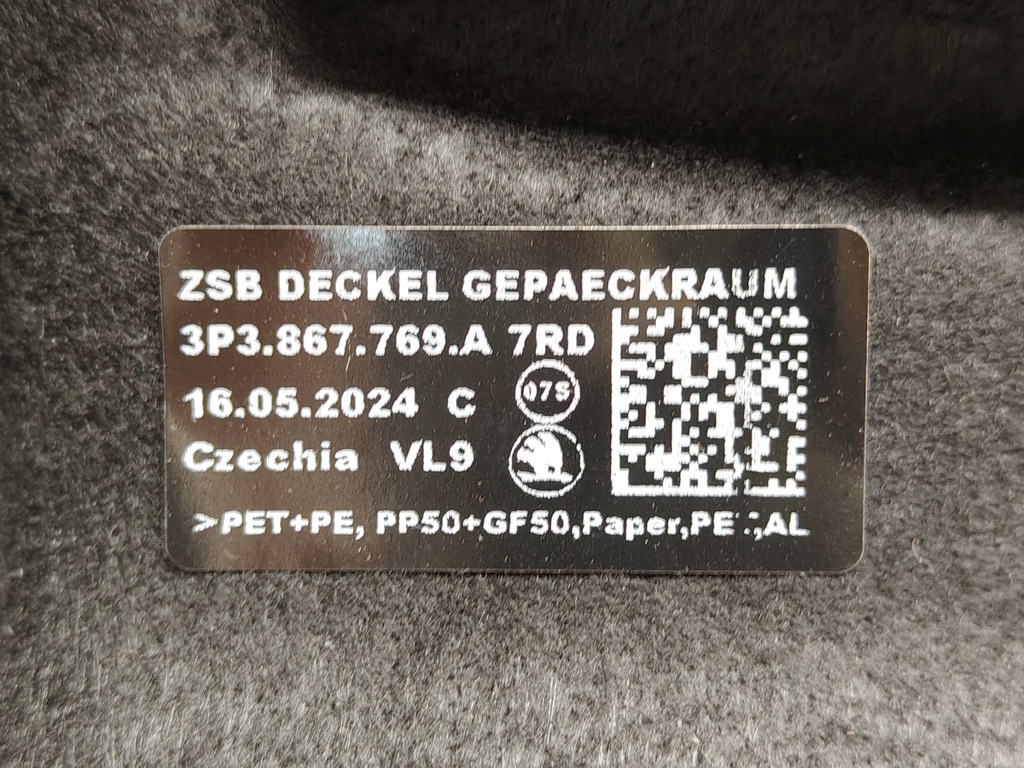 ZSB DECKEL GEPAECKRAUM
3P3.867.769.A 7RD
16.05.2024 C 07S
Czechia VL9
>PET+PE, PP50+GF50,Paper, AL